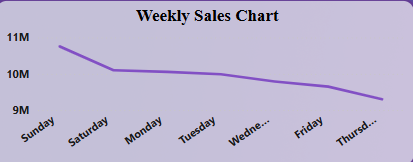 Weekly Sales Chart
11M
10M
9M
Sunday
Saturday
Monday
Tuesday
Wedne...
Friday
Thursd...